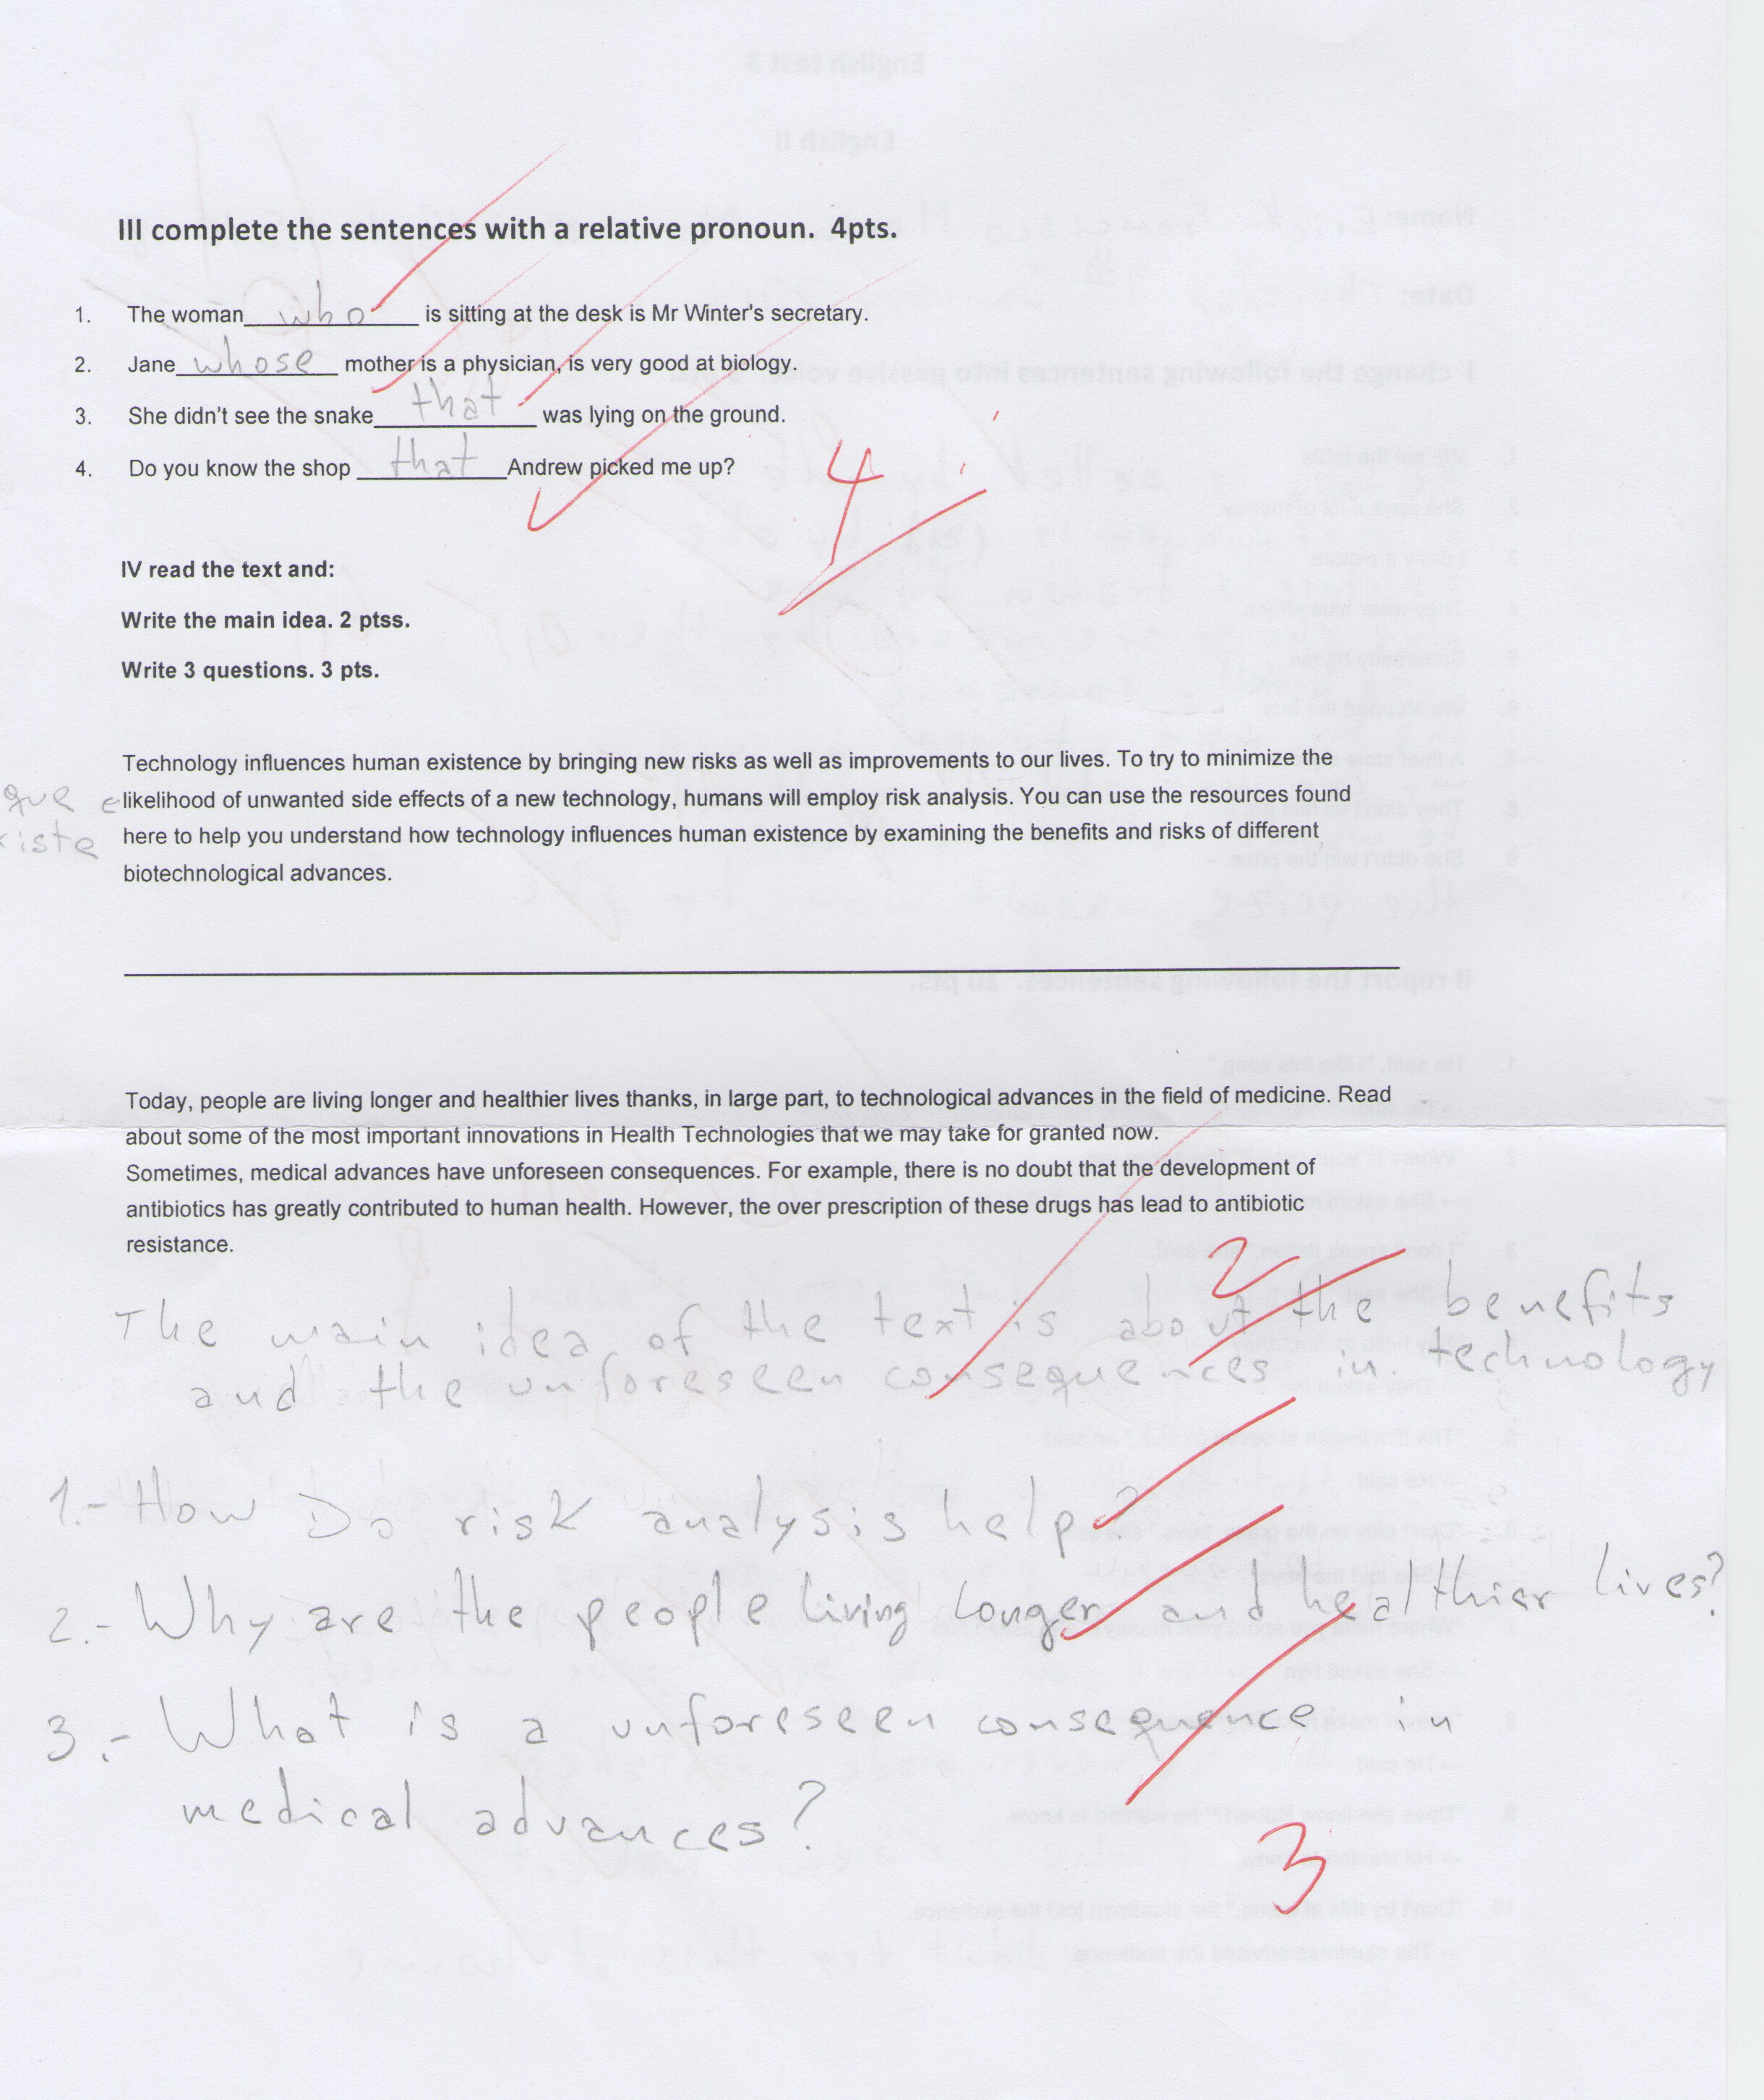 III complete the sentences with a relative pronoun. 4pts.
1. The woman who is sitting at the desk is Mr Winter's secretary.
2. Jane whose mother is a physician, is very good at biology.
3. She didn't see the snake that was lying on the ground.
4. Do you know the shop that Andrew picked me up?
4
IV read the text and:
Write the main idea. 2 ptss.
Write 3 questions. 3 pts.
Technology influences human existence by bringing new risks as well as improvements to our lives. To try to minimize the
que e likelihood of unwanted side effects of a new technology, humans will employ risk analysis. You can use the resources found
xiste here to help you understand how technology influences human existence by examining the benefits and risks of different
biotechnological advances.
Today, people are living longer and healthier lives thanks, in large part, to technological advances in the field of medicine. Read
about some of the most important innovations in Health Technologies that we may take for granted now.
Sometimes, medical advances have unforeseen consequences. For example, there is no doubt that the development of
antibiotics has greatly contributed to human health. However, the over prescription of these drugs has lead to antibiotic
resistance.
2
The main idea of the text is about the benefits
and the unforeseen consequences in technology
1.- How Do risk analysis help?
2.- Why are the people living longer and healthier lives?
3.- What is a unforeseen consequence in
medical advances?
3